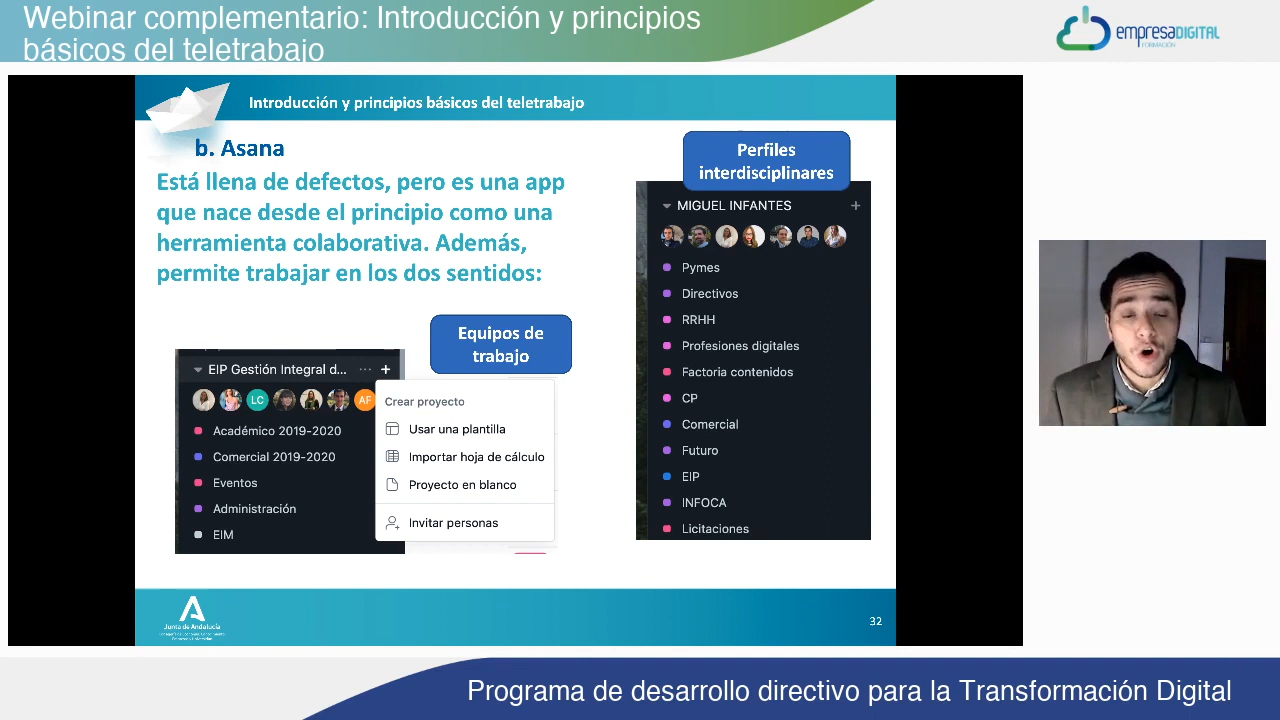 Webinar complementario: Introducción y principios
básicos del teletrabajo
empresaDIGITAL
FORMACIÓN
Introducción y principios básicos del teletrabajo
b. Asana
Está llena de defectos, pero es una app
que nace desde el principio como una
herramienta colaborativa. Además,
permite trabajar en los dos sentidos:
Equipos de
trabajo
EIP Gestión Integral d...
LC
AF
Académico 2019-2020
Comercial 2019-2020
Eventos
Administración
EIM
Crear proyecto
Usar una plantilla
Importar hoja de cálculo
Proyecto en blanco
Invitar personas
Perfiles
interdisciplinares
MIGUEL INFANTES
Pymes
Directivos
RRHH
Profesiones digitales
Factoria contenidos
CP
Comercial
Futuro
EIP
INFOCA
Licitaciones
Junta de Andalucía
32
Programa de desarrollo directivo para la Transformación Digital